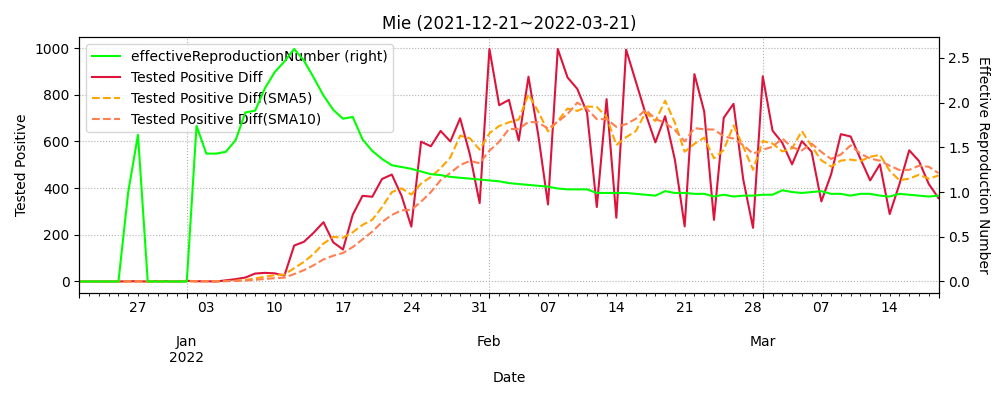 Mie (2021-12-21~2022-03-21)
effectiveReproductionNumber (right)
Tested Positive Diff
Tested Positive Diff(SMA5)
Tested Positive Diff(SMA10)
Tested Positive
1000
800
600
400
200
0
Effective Reproduction Number
2.5
2.0
1.5
1.0
0.5
0.0
27 03 10 17 24 31 07 14 21 28 07 14
Jan Feb Mar
2022
Date